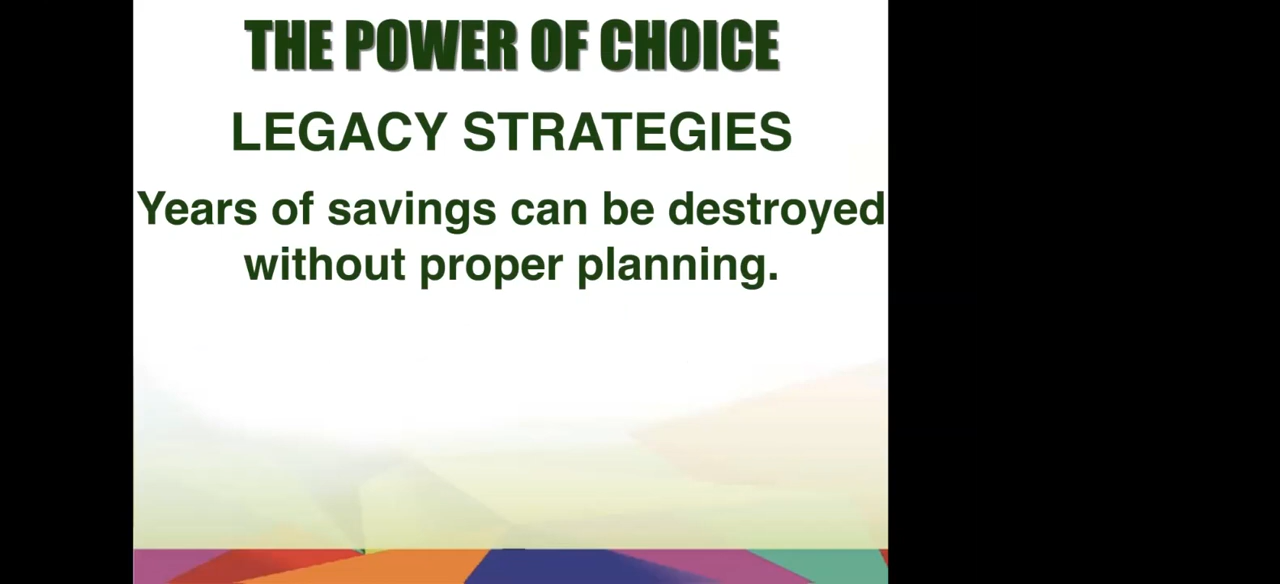 THE POWER OF CHOICE
LEGACY STRATEGIES
Years of savings can be destroyed
without proper planning.